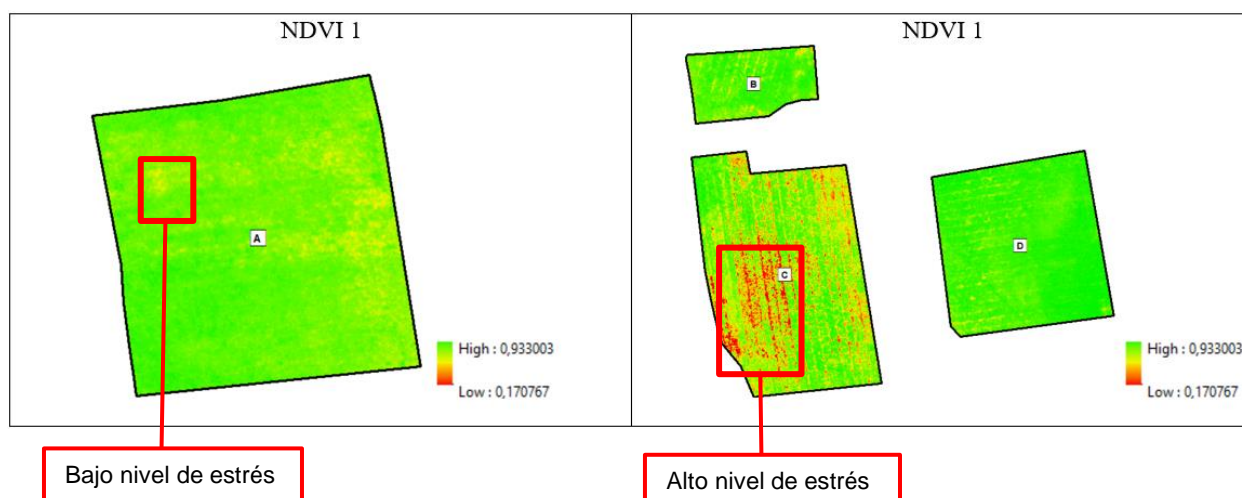 NDVI 1
A
High : 0,933003
Low : 0,170767
Bajo nivel de estrés
NDVI 1
B
C
D
High : 0,933003
Low : 0,170767
Alto nivel de estrés